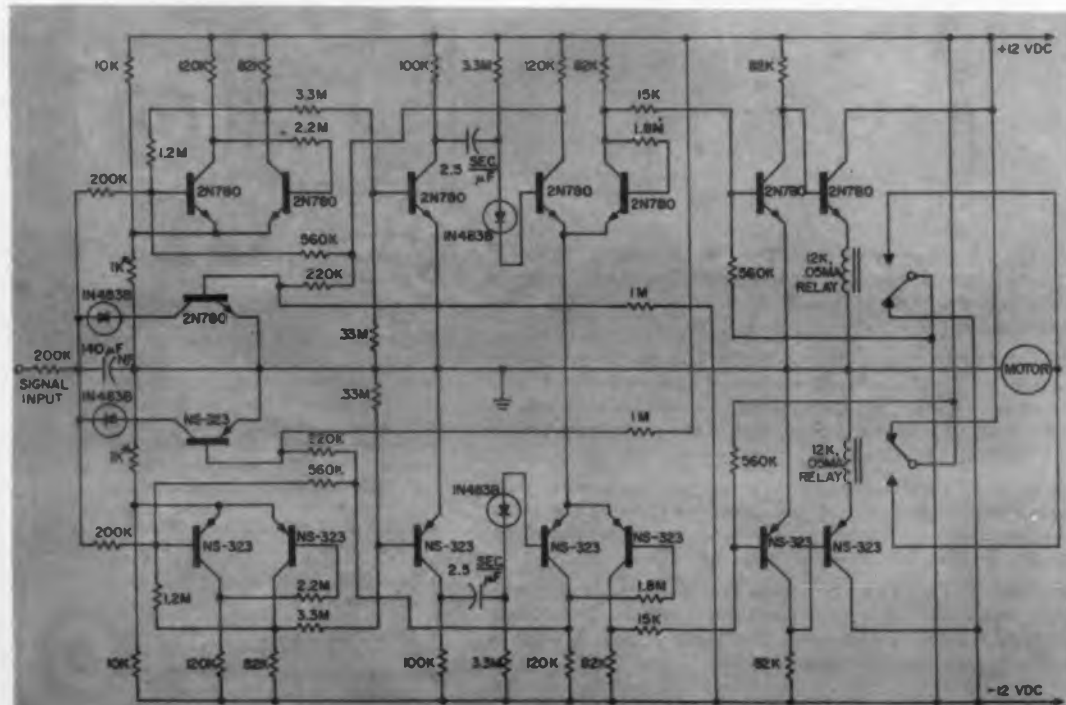 +12 VDC
10K
120K
82K
100K
3.3M
120K
82K
82K
3.3M
15K
2.2M
1.8M
1.2M
2.5 SEC/μF
200K
2N780
2N780
2N780
2N780
2N780
2N780
2N780
1N483B
560K
1K
220K
560K
12K,
.05MA
RELAY
1N483B
2N780
1M
.33M
140μF
NP
200K
SIGNAL
INPUT
MOTOR
1N483B
NS-323
.33M
1M
1K
220K
560K
560K
12K,
.05MA
RELAY
1N483B
200K
NS-323
NS-323
NS-323
NS-323
NS-323
NS-323
NS-323
2.5 SEC/μF
2.2M
1.8M
1.2M
3.3M
15K
10K
120K
82K
100K
3.3M
120K
82K
82K
-12 VDC